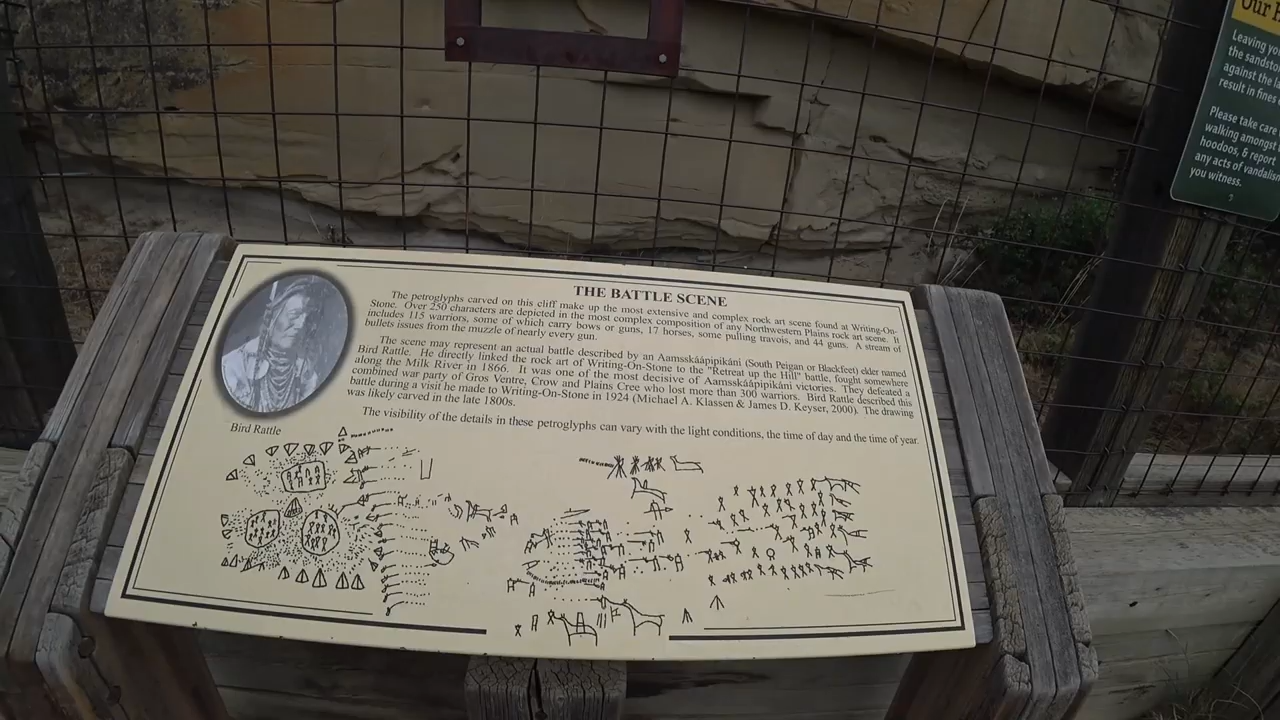 THE BATTLE SCENE
The petroglyphs carved on this cliff make up the most extensive and complex rock art scene found at Writing-On-
Stone. Over 250 characters are depicted in the most complex composition of any Northwestern Plains rock art scene. It
includes 115 warriors, some of which carry bows or guns, 17 horses, some pulling travois, and 44 guns. A stream of
bullets issues from the muzzle of nearly every gun.
The scene may represent an actual battle described by an Aamsskáápipikáni (South Peigan or Blackfeet) elder named
Bird Rattle. He directly linked the rock art of Writing-On-Stone to the "Retreat up the Hill" battle, fought somewhere
along the Milk River in 1866. It was one of the most decisive of Aamsskáápipikáni victories. They defeated a
combined war party of Gros Ventre, Crow and Plains Cree who lost more than 300 warriors. Bird Rattle described this
battle during a visit he made to Writing-On-Stone in 1924 (Michael A. Klassen & James D. Keyser, 2000). The drawing
was likely carved in the late 1800s.
The visibility of the details in these petroglyphs can vary with the light conditions, the time of day and the time of year.
Bird Rattle
Our
Leaving
the
against the
result in fines
Please take care
walking amongst
hoodoos, & report
any acts of vandalis
you witness.